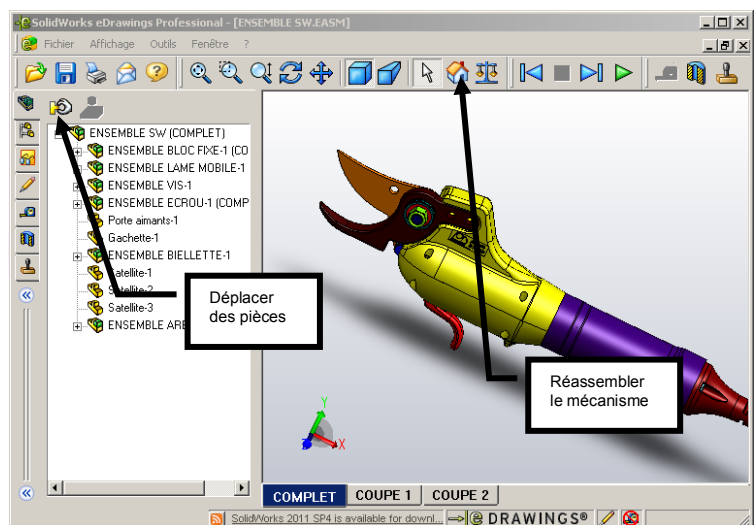 SolidWorks eDrawings Professional - [ENSEMBLE SW.EASM]
Fichier Affichage Outils Fenêtre ?
ENSEMBLE SW (COMPLET)
ENSEMBLE BLOC FIXE-1 (CO
ENSEMBLE LAME MOBILE-1
ENSEMBLE VIS-1
ENSEMBLE ECROU-1 (COMP
Porte aimants-1
Gachette-1
ENSEMBLE BIELLETTE-1
Satellite-1
Satellite-2
Satellite-3
ENSEMBLE
Déplacer
des pièces
Réassembler
le mécanisme
Y
X
COMPLET COUPE 1 COUPE 2
SolidWorks 2011 SP4 is available for downl...
eDRAWINGS®